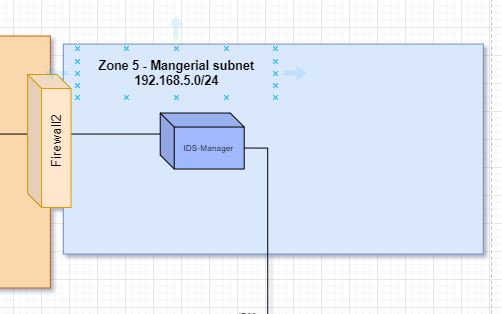 Zone 5 - Mangerial subnet
192.168.5.0/24
Firewall2
IDS-Manager